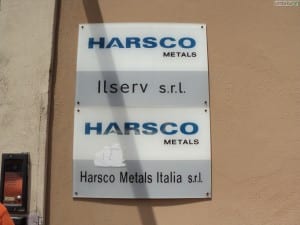 HARSCO
METALS
Ilserv s.r.l.
HARSCO
METALS
Harsco Metals Italia s.r.l.